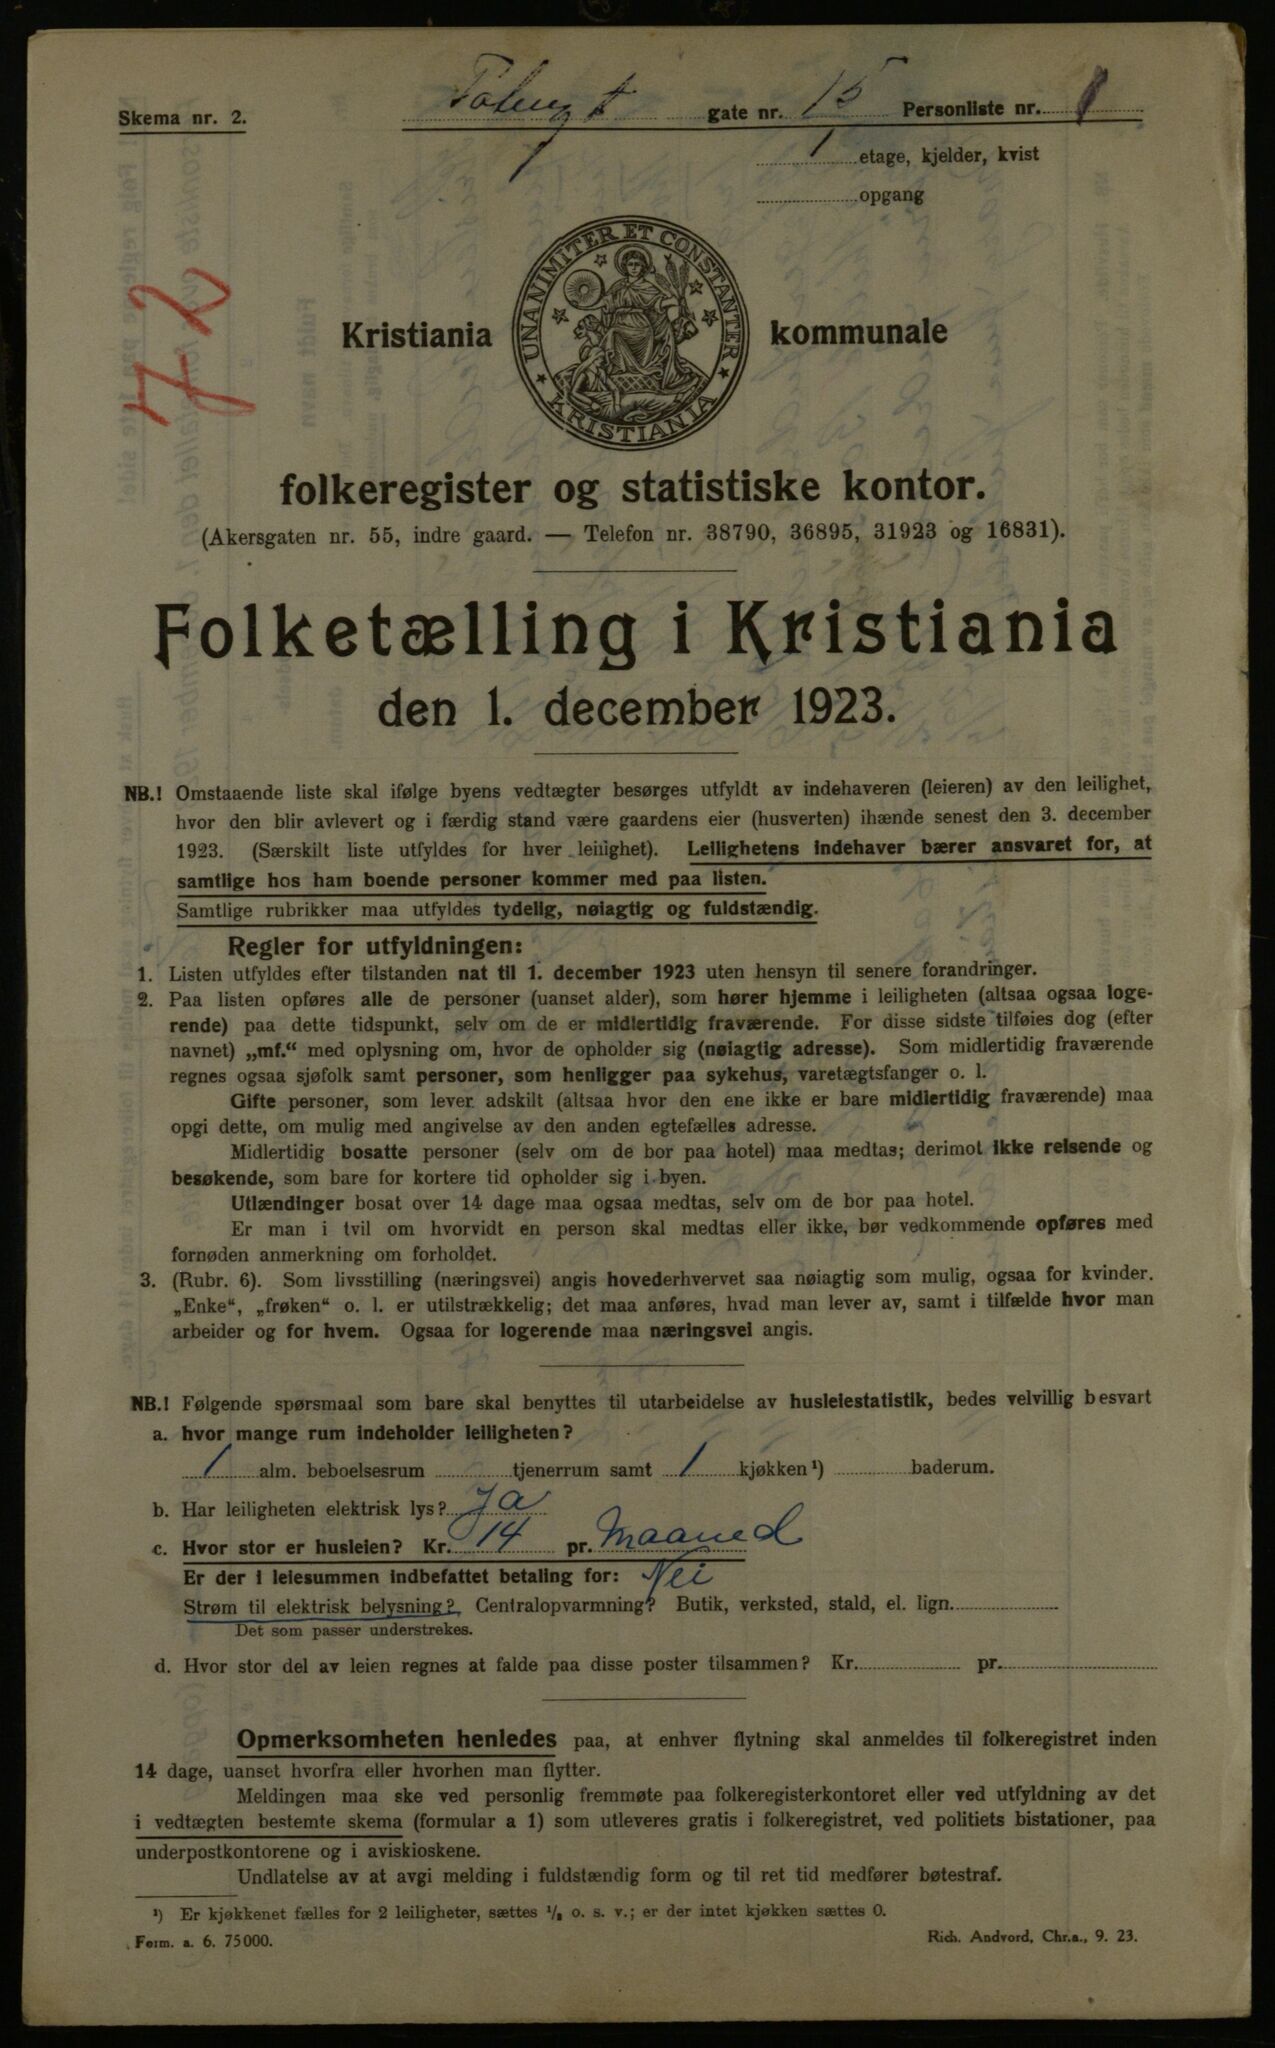 Skema nr. 2.
gate nr. 15 Personliste nr. 1
1 etage, kjelder, kvist
opgang
72
UNANIMITER ET CONSTANTER
KRISTIANIA
Kristiania kommunale
folkeregister og statistiske kontor.
(Akersgaten nr. 55, indre gaard. — Telefon nr. 38790, 36895, 31923 og 16831).
Folketælling i Kristiania
den 1. december 1923.
NB.! Omstaaende liste skal ifølge byens vedtægter besørges utfyldt av indehaveren (leieren) av den leilighet,
hvor den blir avlevert og i færdig stand være gaardens eier (husverten) ihænde senest den 3. december
1923. (Særskilt liste utfyldes for hver leilighet). Leilighetens indehaver bærer ansvaret for, at
samtlige hos ham boende personer kommer med paa listen.
Samtlige rubrikker maa utfyldes tydelig, nøiagtig og fuldstændig.
Regler for utfyldningen:
1. Listen utfyldes efter tilstanden nat til 1. december 1923 uten hensyn til senere forandringer.
2. Paa listen opføres alle de personer (uanset alder), som hører hjemme i leiligheten (altsaa ogsaa loge-
rende) paa dette tidspunkt, selv om de er midlertidig fraværende. For disse sidste tilføies dog (efter
navnet) „mf.“ med oplysning om, hvor de opholder sig (nøiagtig adresse). Som midlertidig fraværende
regnes ogsaa sjøfolk samt personer, som henligger paa sykehus, varetægtsfanger o. l.
Gifte personer, som lever adskilt (altsaa hvor den ene ikke er bare midlertidig fraværende) maa
opgi dette, om mulig med angivelse av den anden egtefælles adresse.
Midlertidig bosatte personer (selv om de bor paa hotel) maa medtas; derimot ikke reisende og
besøkende, som bare for kortere tid opholder sig i byen.
Utlændinger bosat over 14 dage maa ogsaa medtas, selv om de bor paa hotel.
Er man i tvil om hvorvidt en person skal medtas eller ikke, bør vedkommende opføres med
fornøden anmerkning om forholdet.
3. (Rubr. 6). Som livsstilling (næringsvei) angis hovederhvervet saa nøiagtig som mulig, ogsaa for kvinder.
„Enke“, „frøken“ o. l. er utilstrækkelig; det maa anføres, hvad man lever av, samt i tilfælde hvor man
arbeider og for hvem. Ogsaa for logerende maa næringsvei angis.
NB.! Følgende spørsmaal som bare skal benyttes til utarbeidelse av husleiestatistik, bedes velvillig besvart
a. hvor mange rum indeholder leiligheten?
1 alm. beboelsesrum tjenerrum samt 1 kjøkken ¹) baderum.
b. Har leiligheten elektrisk lys? Ja
c. Hvor stor er husleien? Kr. 14 pr. Maaned
Er der i leiesummen indbefattet betaling for: Nei
Strøm til elektrisk belysning? Centralopvarmning? Butik, verksted, stald, el. lign.
Det som passer understrekes.
d. Hvor stor del av leien regnes at falde paa disse poster tilsammen? Kr. pr.
Opmerksomheten henledes paa, at enhver flytning skal anmeldes til folkeregistret inden
14 dage, uanset hvorfra eller hvorhen man flytter.
Meldingen maa ske ved personlig fremmøte paa folkeregisterkontoret eller ved utfyldning av det
i vedtægten bestemte skema (formular a 1) som utleveres gratis i folkeregistret, ved politiets bistationer, paa
underpostkontorene og i aviskioskene.
Undlatelse av at avgi melding i fuldstændig form og til ret tid medfører bøtestraf.
¹) Er kjøkkenet fælles for 2 leiligheter, sættes ½ o. s. v.; er der intet kjøkken sættes 0.
Form. a. 6. 75000. Rich. Andvord, Chr.a., 9. 23.